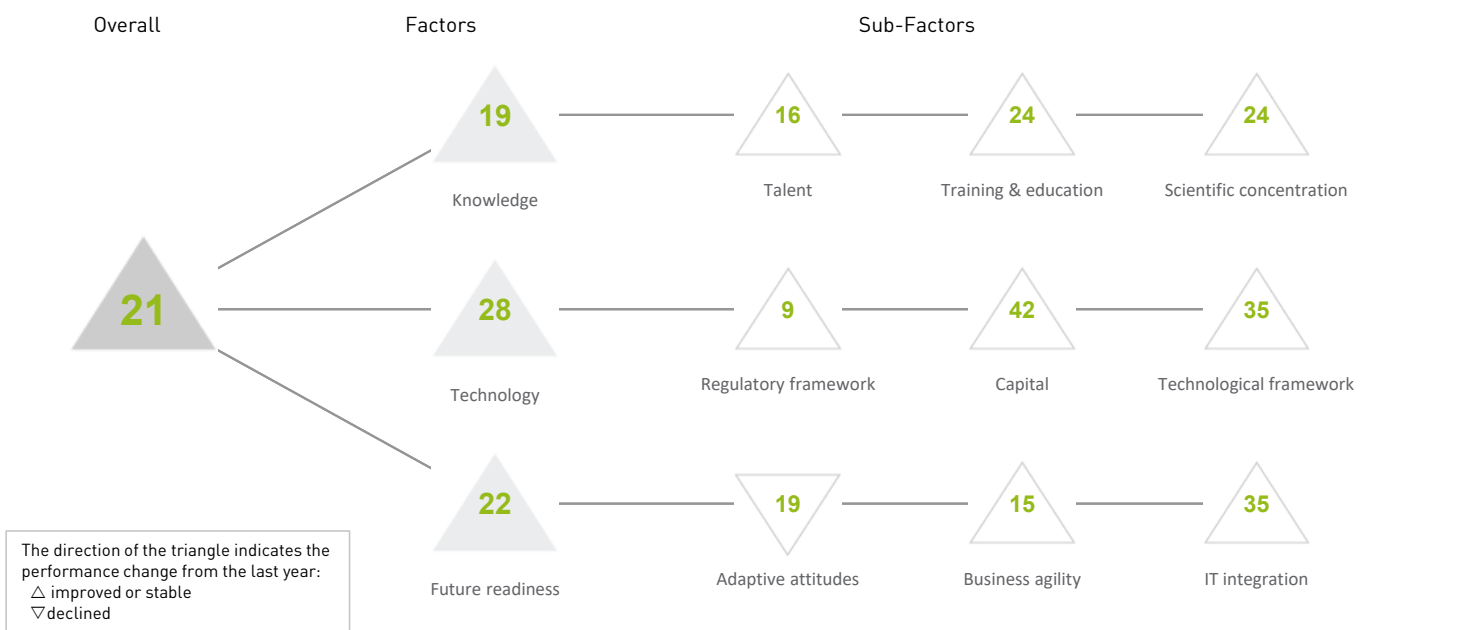 Overall Factors Sub-Factors
19 16 24 24
Knowledge Talent Training & education Scientific concentration
21 28 9 42 35
Technology Regulatory framework Capital Technological framework
22 19 15 35
Future readiness Adaptive attitudes Business agility IT integration
The direction of the triangle indicates the
performance change from the last year:
△ improved or stable
▽ declined